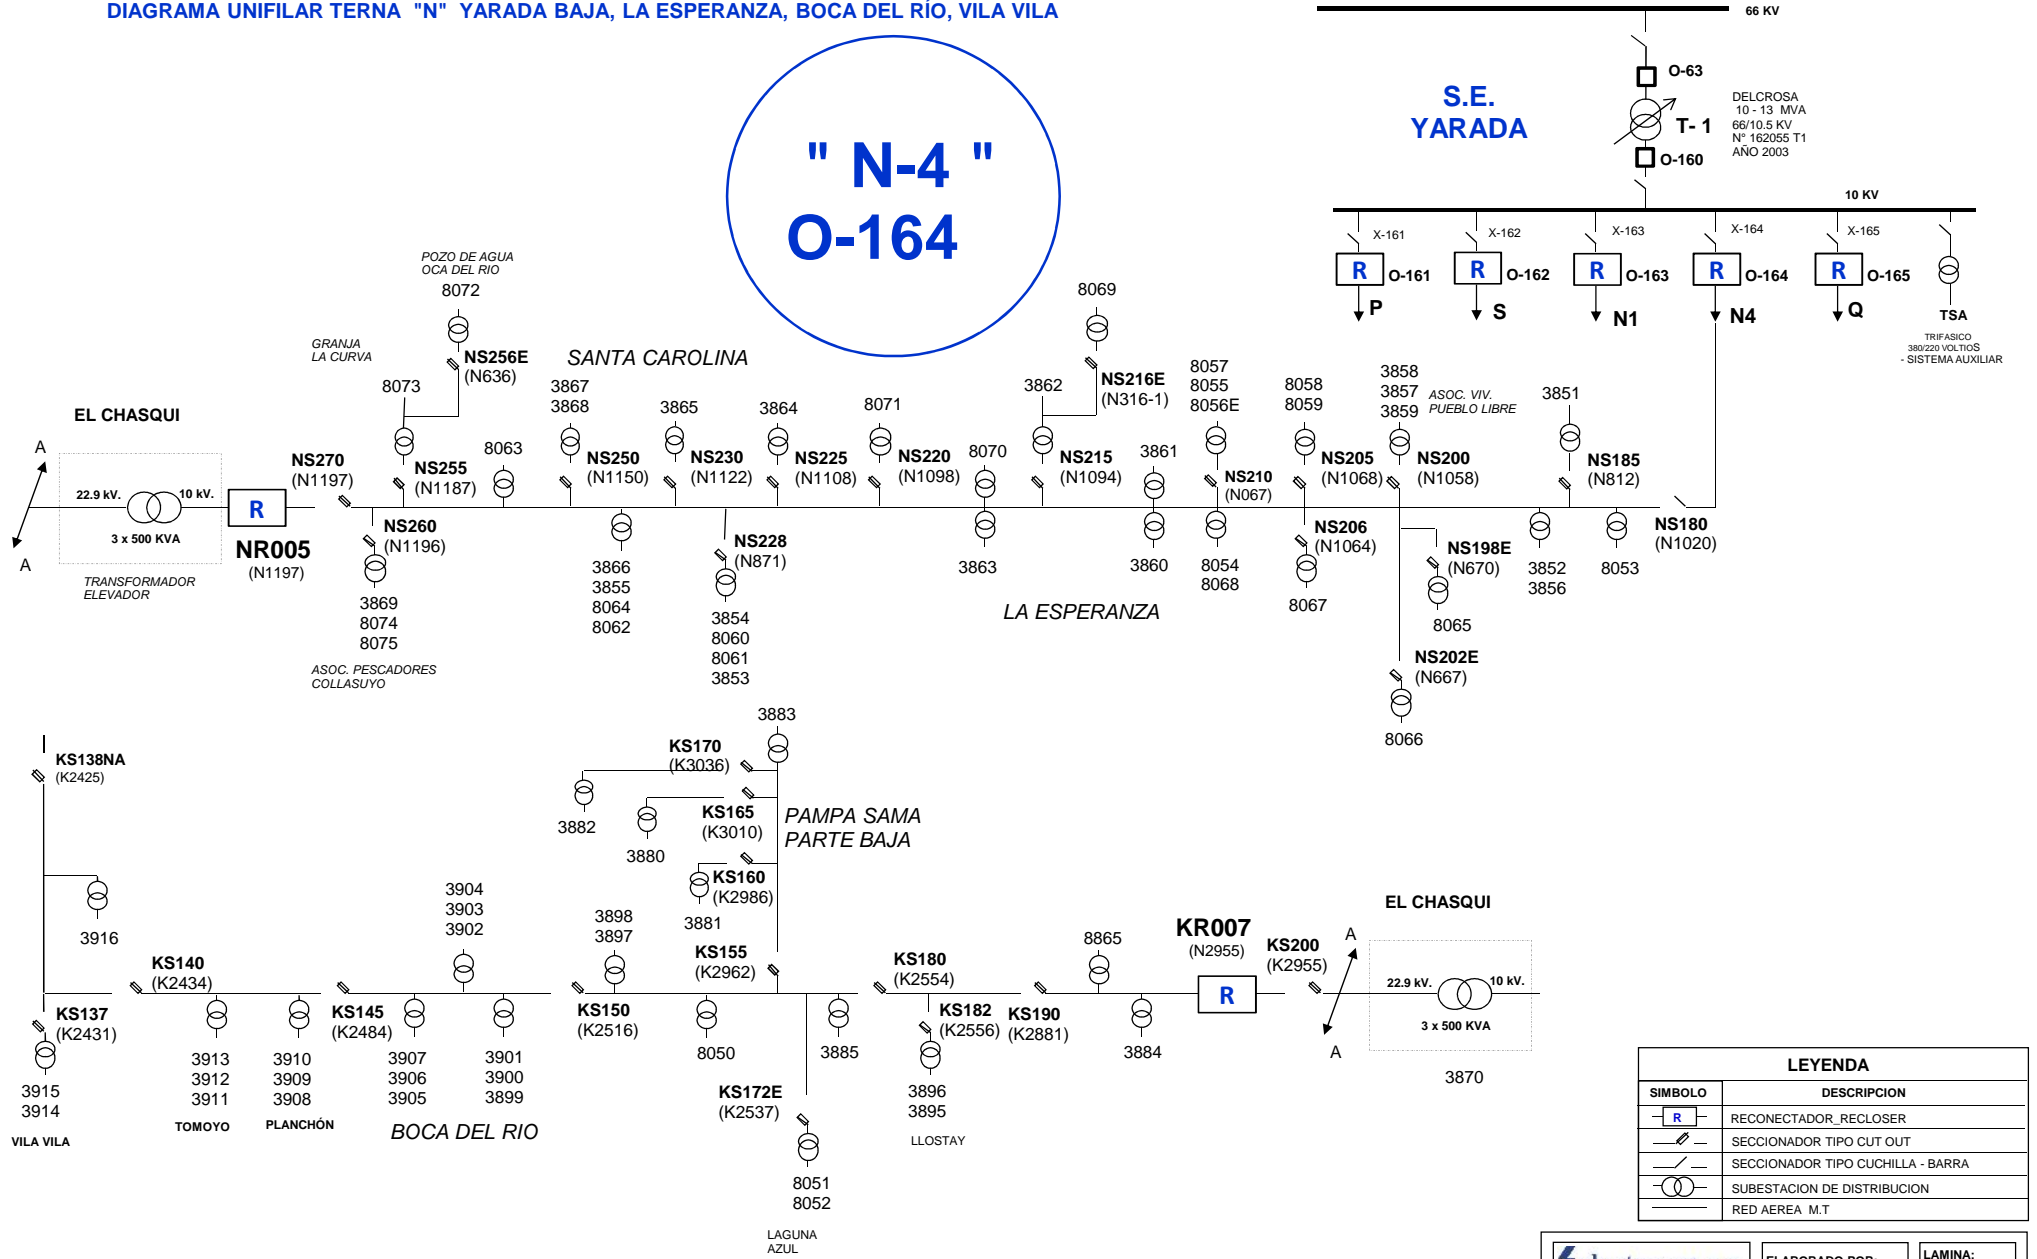 DIAGRAMA UNIFILAR TERNA "N" YARADA BAJA, LA ESPERANZA, BOCA DEL RÍO, VILA VILA
" N-4 "
O-164
66 KV
O-63
S.E.
YARADA
T- 1
DELCROSA
10 - 13 MVA
66/10.5 KV
N° 162055 T1
AÑO 2003
O-160
10 KV
X-161
X-162
X-163
X-164
X-165
R
O-161
R
O-162
R
O-163
R
O-164
R
O-165
P
S
N1
N4
Q
TSA
TRIFASICO
380/220 VOLTIOS
- SISTEMA AUXILIAR
POZO DE AGUA
OCA DEL RIO
8072
NS256E
(N636)
GRANJA
LA CURVA
8073
SANTA CAROLINA
8069
NS216E
(N316-1)
EL CHASQUI
A
A
22.9 kV.
10 kV.
3 x 500 KVA
TRANSFORMADOR
ELEVADOR
R
NR005
(N1197)
NS270
(N1197)
NS255
(N1187)
8063
3867
3868
NS250
(N1150)
3865
NS230
(N1122)
3864
NS225
(N1108)
8071
NS220
(N1098)
8070
3862
NS215
(N1094)
3861
8057
8055
8056E
NS210
(N067)
8058
8059
NS205
(N1068)
3858
3857
3859
ASOC. VIV.
PUEBLO LIBRE
NS200
(N1058)
3851
NS185
(N812)
NS260
(N1196)
3869
8074
8075
ASOC. PESCADORES
COLLASUYO
3866
3855
8064
8062
NS228
(N871)
3854
8060
8061
3853
3863
LA ESPERANZA
3860
8054
8068
NS206
(N1064)
8067
NS198E
(N670)
8065
NS202E
(N667)
8066
3852
3856
8053
NS180
(N1020)
KS138NA
(K2425)
3916
KS137
(K2431)
3915
3914
VILA VILA
KS140
(K2434)
3913
3912
3911
TOMOYO
3910
3909
3908
PLANCHÓN
KS145
(K2484)
3904
3903
3902
3907
3906
3905
3901
3900
3899
BOCA DEL RIO
3883
KS170
(K3036)
3882
KS165
(K3010)
3880
PAMPA SAMA
PARTE BAJA
KS160
(K2986)
3881
3898
3897
KS150
(K2516)
KS155
(K2962)
8050
3885
KS172E
(K2537)
8051
8052
LAGUNA
AZUL
KS180
(K2554)
KS182
(K2556)
3896
3895
LLOSTAY
KS190
(K2881)
8865
3884
KR007
(N2955)
R
KS200
(K2955)
EL CHASQUI
A
A
22.9 kV.
10 kV.
3 x 500 KVA
3870
LEYENDA
SIMBOLO DESCRIPCION
R RECONECTADOR_RECLOSER
SECCIONADOR TIPO CUT OUT
SECCIONADOR TIPO CUCHILLA - BARRA
SUBESTACION DE DISTRIBUCION
RED AEREA M.T
ELABORADO POR:
LAMINA: